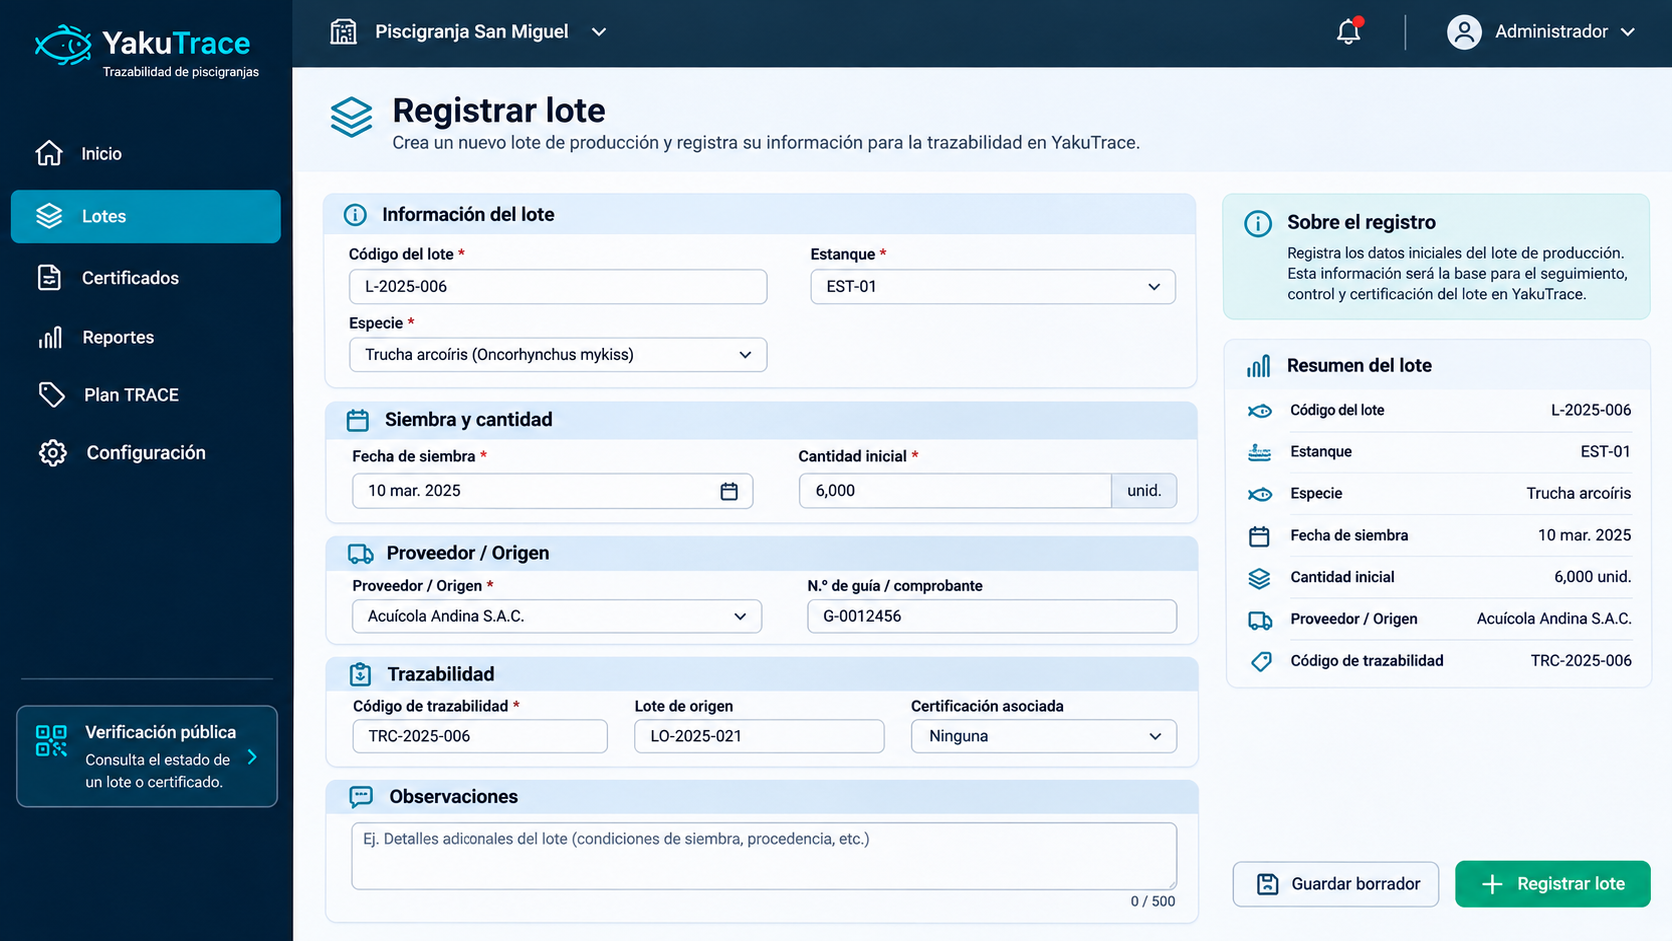 YakuTrace
Trazabilidad de piscigranjas
Inicio
Lotes
Certificados
Reportes
Plan TRACE
Configuración
Verificación pública
Consulta el estado de
un lote o certificado.
Piscigranja San Miguel
Administrador
Registrar lote
Crea un nuevo lote de producción y registra su información para la trazabilidad en YakuTrace.
Información del lote
Código del lote *
L-2025-006
Estanque *
EST-01
Especie *
Trucha arcoíris (Oncorhynchus mykiss)
Siembra y cantidad
Fecha de siembra *
10 mar. 2025
Cantidad inicial *
6,000 unid.
Proveedor / Origen
Proveedor / Origen *
Acuícola Andina S.A.C.
N.º de guía / comprobante
G-0012456
Trazabilidad
Código de trazabilidad *
TRC-2025-006
Lote de origen
LO-2025-021
Certificación asociada
Ninguna
Observaciones
Ej. Detalles adiconales del lote (condiciones de siembra, procedencia, etc.)
0 / 500
Sobre el registro
Registra los datos iniciales del lote de producción.
Esta información será la base para el seguimiento,
control y certificación del lote en YakuTrace.
Resumen del lote
Código del lote L-2025-006
Estanque EST-01
Especie Trucha arcoíris
Fecha de siembra 10 mar. 2025
Cantidad inicial 6,000 unid.
Proveedor / Origen Acuícola Andina S.A.C.
Código de trazabilidad TRC-2025-006
Guardar borrador
Registrar lote